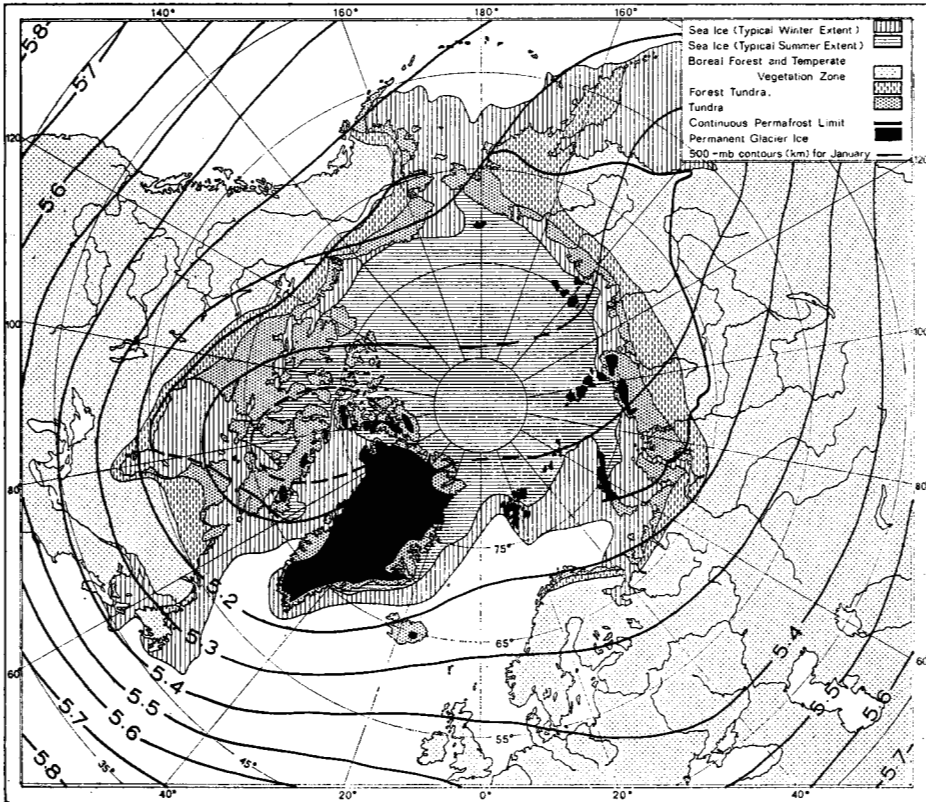 140° 160° 180° 160°
Sea Ice (Typical Winter Extent)
Sea Ice (Typical Summer Extent)
Boreal Forest and Temperate
Vegetation Zone
Forest Tundra.
Tundra
Continuous Permafrost Limit
Permanent Glacier Ice
500-mb contours (km) for January
5.8
5.7
120
120
5.6
100
100
80
80
75°
5.2
5.3
65°
5.4
5.4
60
60
5.5
5.6
5.6
5.7
55°
5.7
5.8
35°
45°
40° 20° 0° 20° 40°